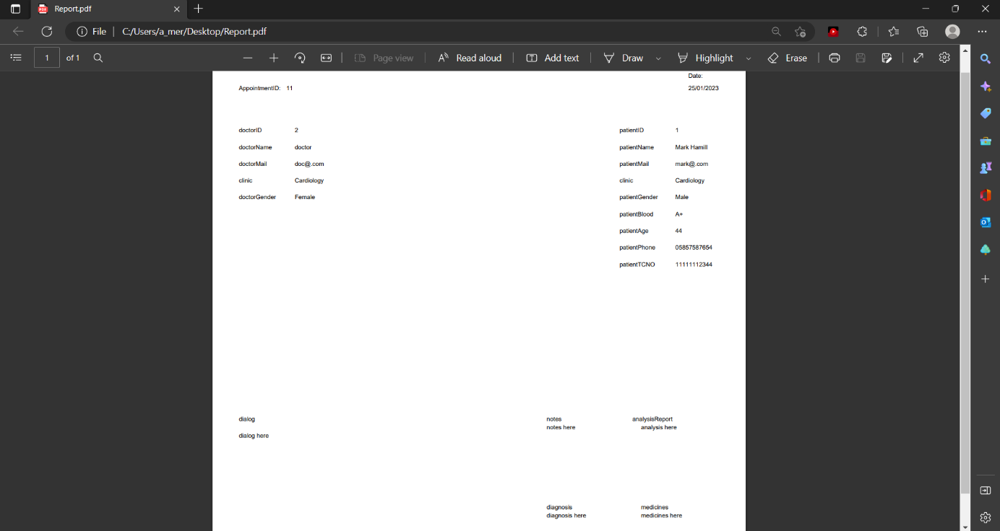 Report.pdf
File C:/Users/a_mer/Desktop/Report.pdf
1 of 1 Page view Read aloud Add text Draw Highlight Erase
Date:
AppointmentID: 11 25/01/2023
doctorID 2 patientID 1
doctorName doctor patientName Mark Hamill
doctorMail doc@.com patientMail mark@.com
clinic Cardiology clinic Cardiology
doctorGender Female patientGender Male
patientBlood A+
patientAge 44
patientPhone 05857587654
patientTCNO 11111112344
dialog notes analysisReport
notes here analysis here
dialog here
diagnosis medicines
diagnosis here medicines here